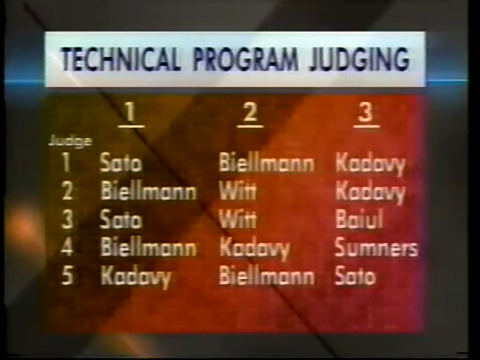 TECHNICAL PROGRAM JUDGING
1 2 3
Judge
1 Sato Biellmann Kadavy
2 Biellmann Witt Kadavy
3 Sato Witt Baiul
4 Biellmann Kadavy Sumners
5 Kadavy Biellmann Sato